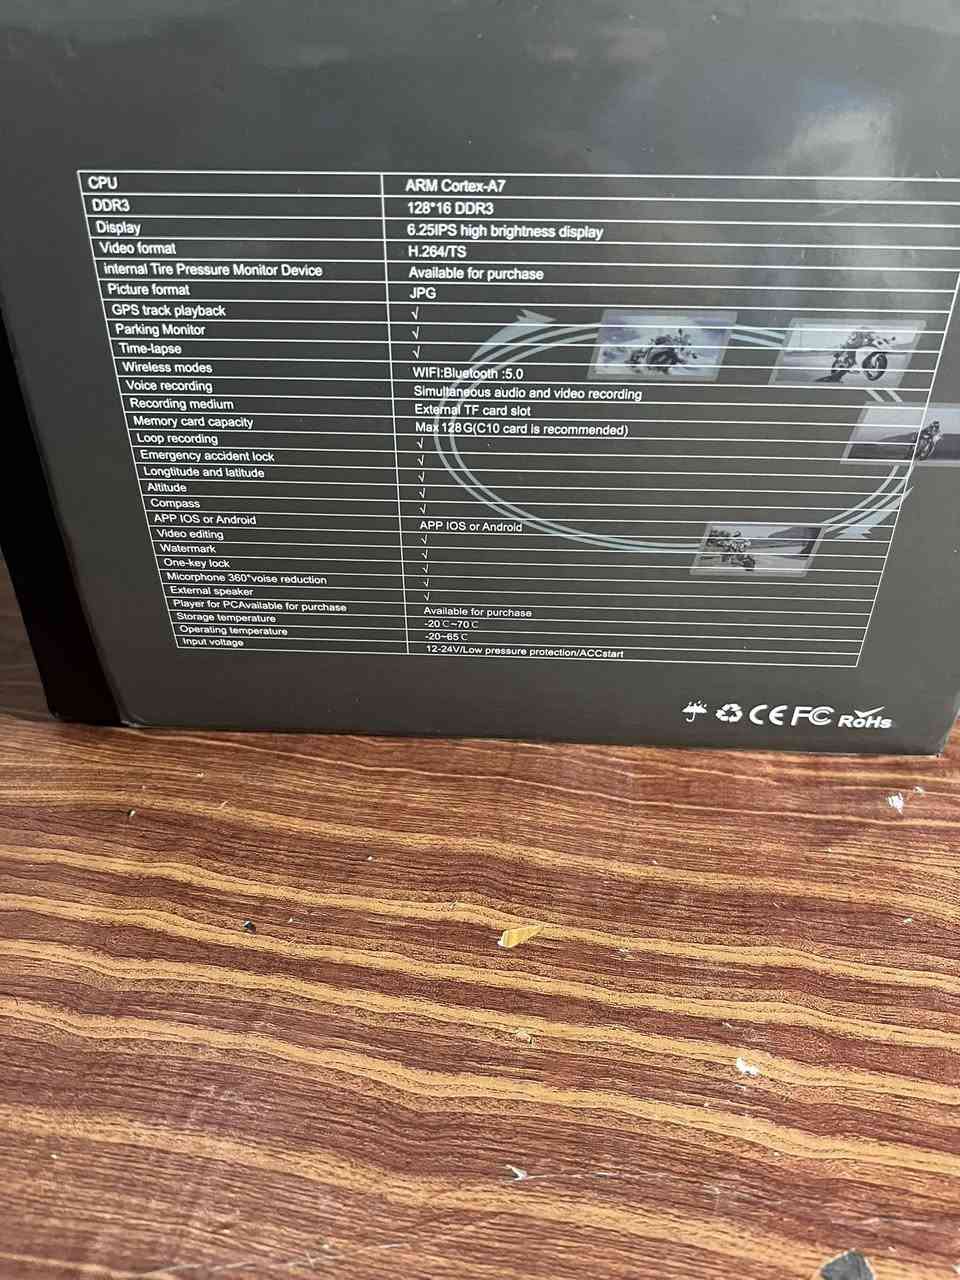 CPU ARM Cortex-A7
DDR3 128*16 DDR3
Display 6.25IPS high brightness display
Video format H.264/TS
internal Tire Pressure Monitor Device Available for purchase
Picture format JPG
GPS track playback √
Parking Monitor √
Time-lapse √
Wireless modes WIFI:Bluetooth :5.0
Voice recording Simultaneous audio and video recording
Recording medium External TF card slot
Memory card capacity Max 128G(C10 card is recommended)
Loop recording √
Emergency accident lock √
Longtitude and latitude √
Altitude √
Compass √
APP IOS or Android APP IOS or Android
Video editing √
Watermark √
One-key lock √
Micorphone 360°voise reduction √
External speaker √
Player for PCAvailable for purchase Available for purchase
Storage temperature -20℃~70℃
Operating temperature -20~65℃
Input voltage 12-24V/Low pressure protection/ACCstart
CE FC RoHs